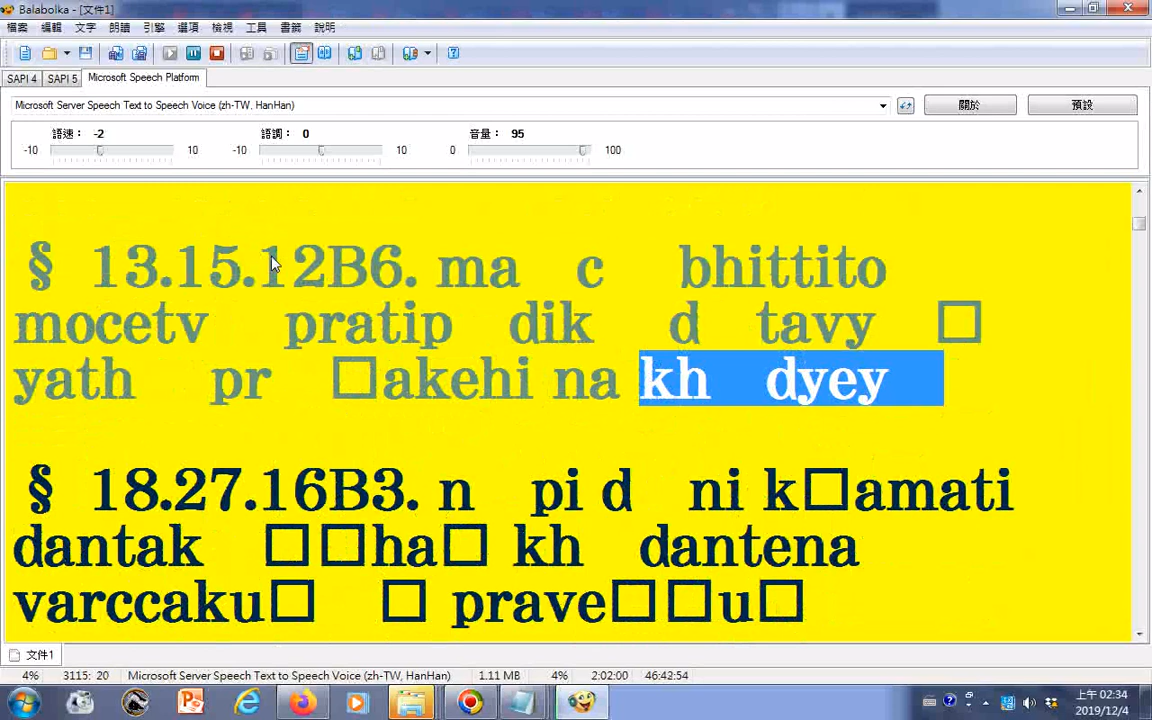 Balabolka - [文件1]
檔案 編輯 文字 朗讀 引擎 選項 檢視 工具 書籤 說明
SAPI 4 SAPI 5 Microsoft Speech Platform
Microsoft Server Speech Text to Speech Voice (zh-TW, HanHan) 關於 預設
語速： -2 語調： 0 音量： 95
-10 10 -10 10 0 100
§ 13.15.12B6. ma c bhittito
mocetv pratip dik d tavy □
yath pr □akehi na kh dyey
§ 18.27.16B3. n pi d ni k□amati
dantak □□ha□ kh dantena
varccaku□ □ prave□□u□
文件1
4% 3115: 20 Microsoft Server Speech Text to Speech Voice (zh-TW, HanHan) 1.11 MB 4% 2:02:00 46:42:54
上午 02:34
2019/12/4